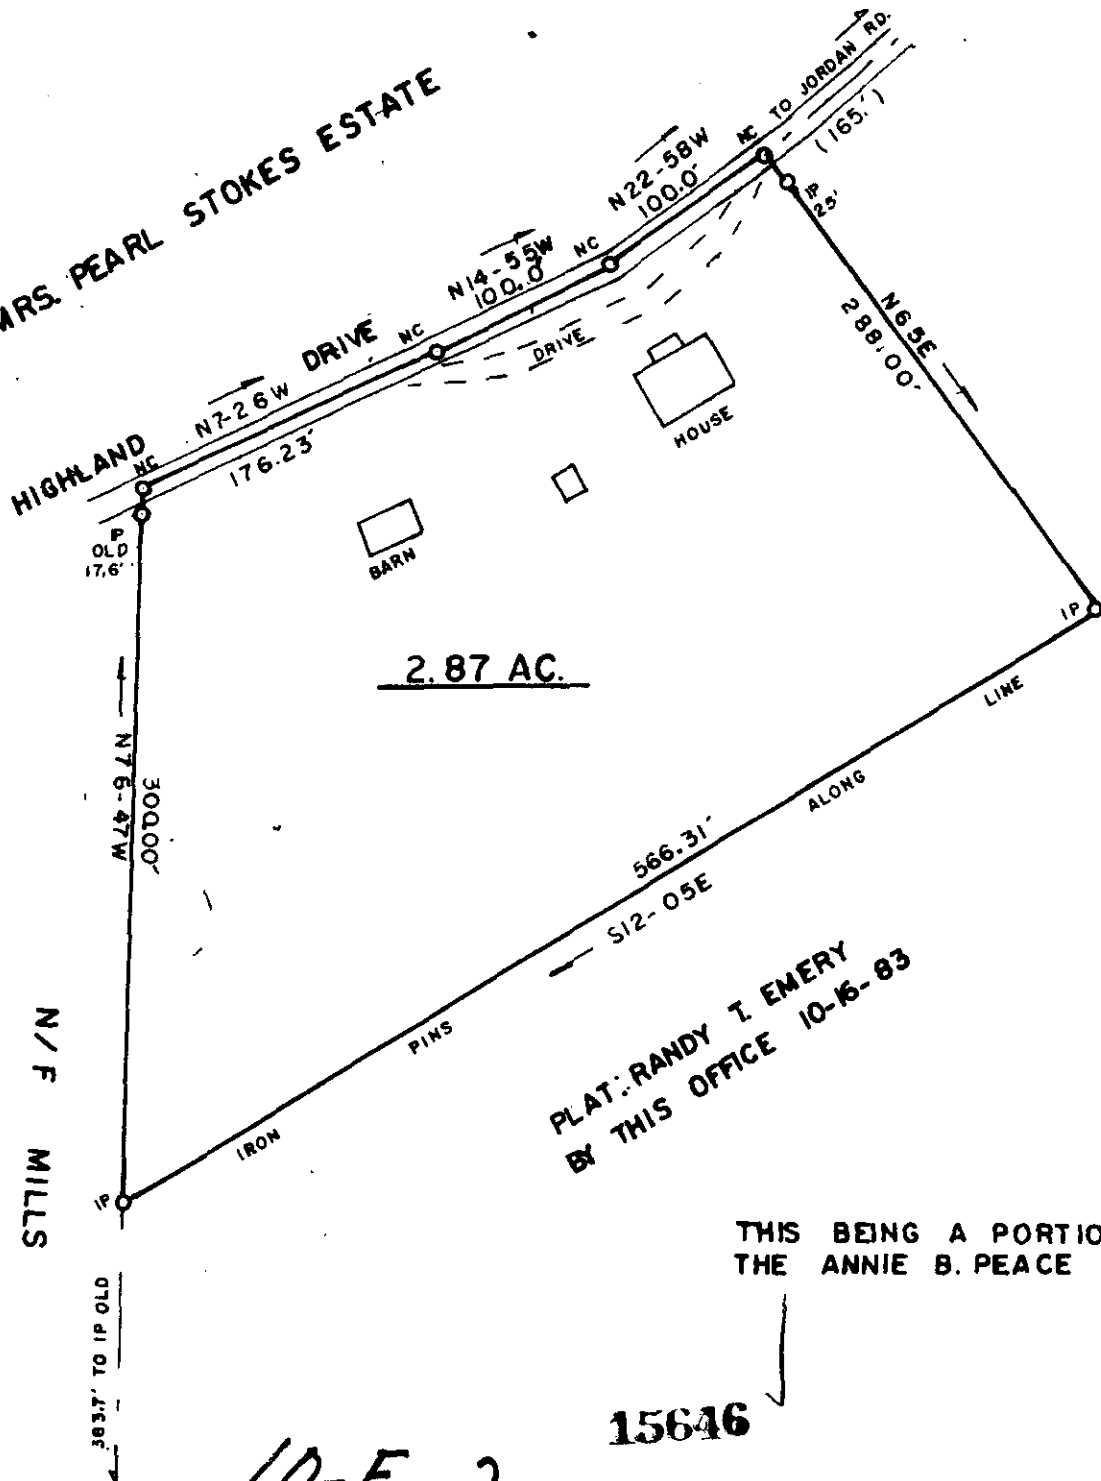 MRS. PEARL STOKES ESTATE
TO JORDAN RD.
(165.')
NC
N22-58W
100.0'
IP
25'
NC
N14-55W
100.0'
NC
DRIVE
HIGHLAND DRIVE
N7-26W
176.23'
NC
IP
OLD
17.6'
N65E
288.00'
HOUSE
BARN
IP
2.87 AC.
N76-47W
300.00'
566.31'
S12-05E
IRON PINS ALONG LINE
PLAT: RANDY T. EMERY
BY THIS OFFICE 10-16-83
N/F MILLS
IP
383.7' TO IP OLD
THIS BEING A PORTIO
THE ANNIE B. PEACE
15646